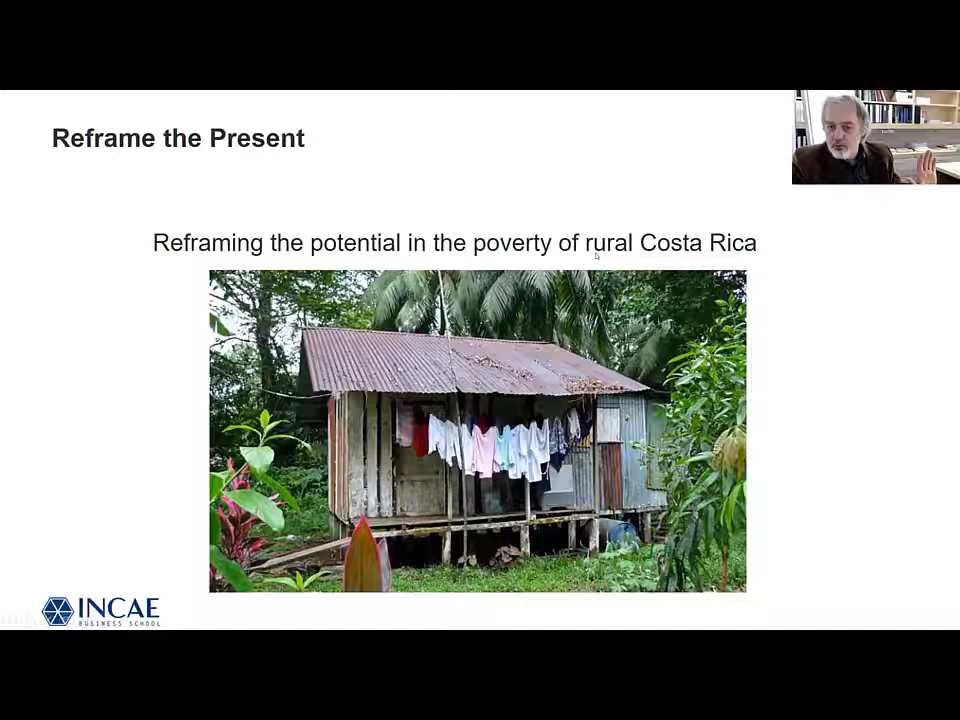 Reframe the Present
Reframing the potential in the poverty of rural Costa Rica
INCAE
BUSINESS SCHOOL